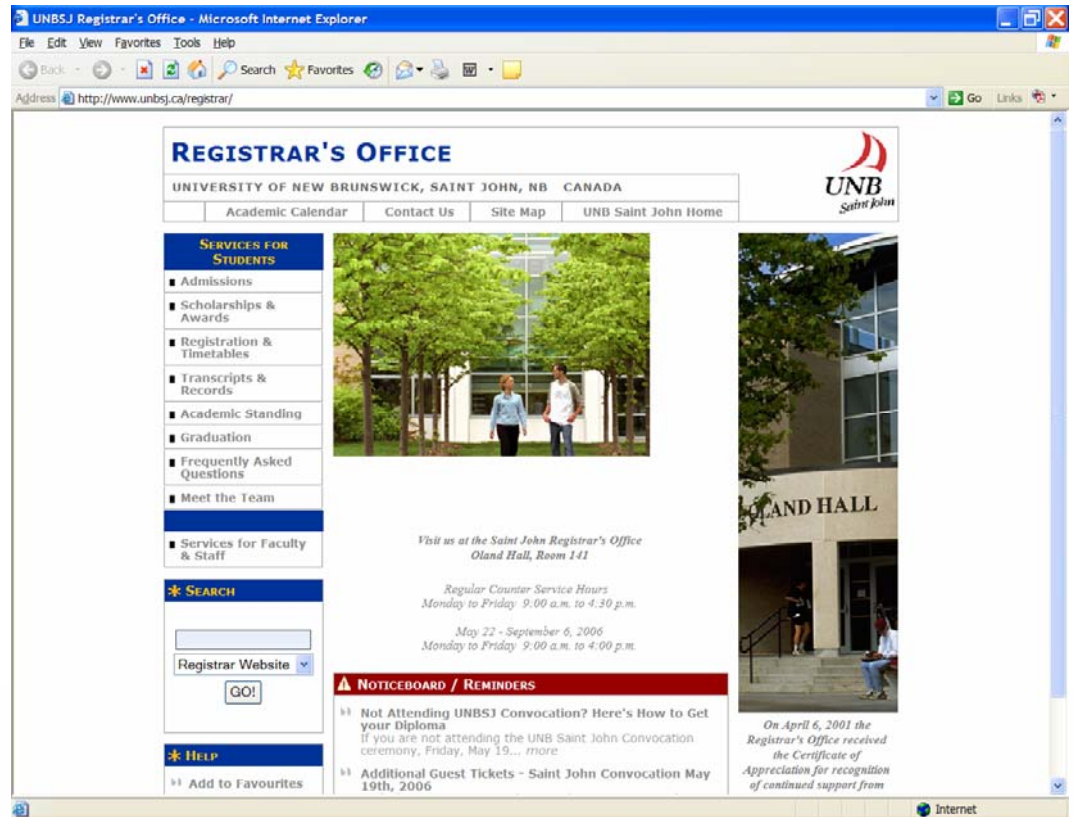 UNBSJ Registrar's Office - Microsoft Internet Explorer
File Edit View Favorites Tools Help
Back Search Favorites
Address http://www.unbsj.ca/registrar/ Go Links
REGISTRAR'S OFFICE
UNIVERSITY OF NEW BRUNSWICK, SAINT JOHN, NB CANADA
Academic Calendar Contact Us Site Map UNB Saint John Home
UNB
Saint John
SERVICES FOR
STUDENTS
Admissions
Scholarships &
Awards
Registration &
Timetables
Transcripts &
Records
Academic Standing
Graduation
Frequently Asked
Questions
Meet the Team
Services for Faculty
& Staff
SEARCH
Registrar Website
GO!
HELP
Add to Favourites
Visit us at the Saint John Registrar's Office
Oland Hall, Room 141
Regular Counter Service Hours
Monday to Friday 9:00 a.m. to 4:30 p.m.
May 22 - September 6, 2006
Monday to Friday 9:00 a.m. to 4:00 p.m.
NOTICEBOARD / REMINDERS
Not Attending UNBSJ Convocation? Here's How to Get
your Diploma
If you are not attending the UNB Saint John Convocation
ceremony, Friday, May 19... more
Additional Guest Tickets - Saint John Convocation May
19th, 2006
OLAND HALL
On April 6, 2001 the
Registrar's Office received
the Certificate of
Appreciation for recognition
of continued support from
Internet